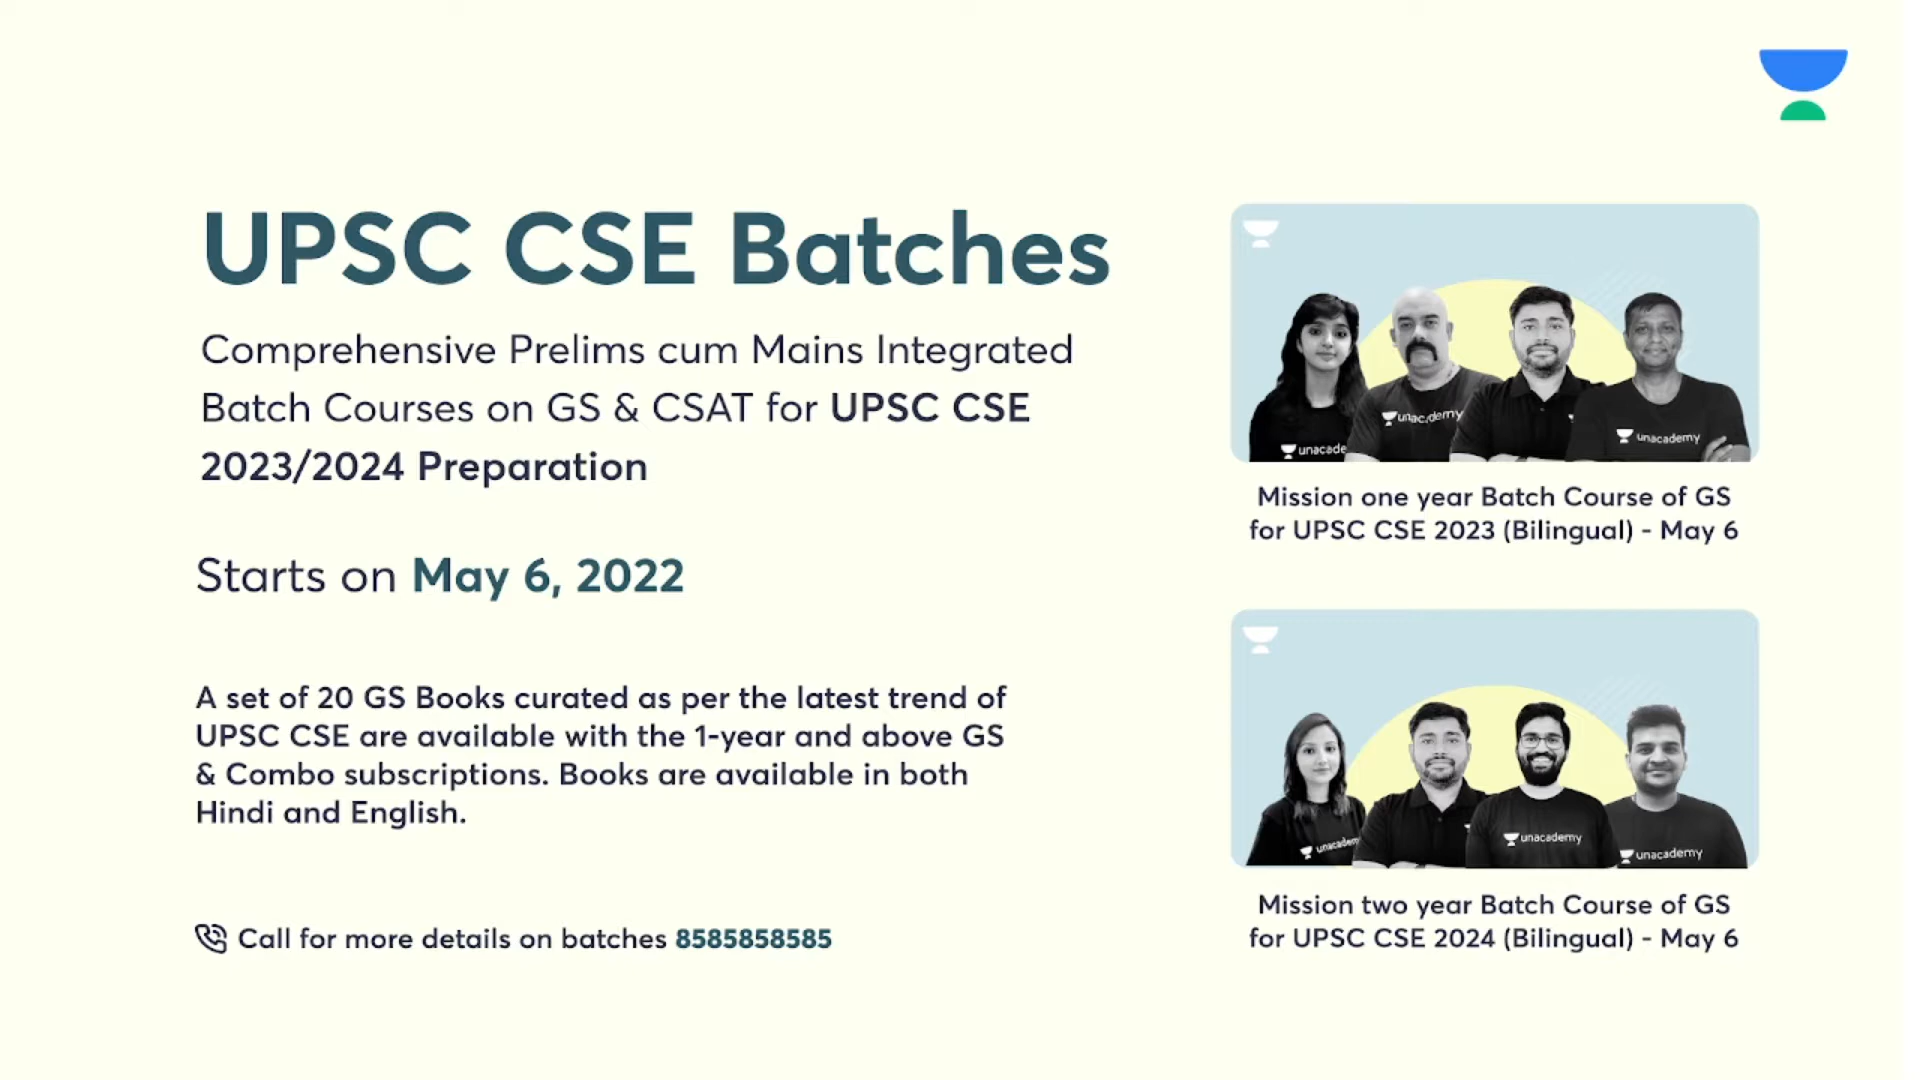 UPSC CSE Batches
Comprehensive Prelims cum Mains Integrated
Batch Courses on GS & CSAT for UPSC CSE
2023/2024 Preparation
Starts on May 6, 2022
A set of 20 GS Books curated as per the latest trend of
UPSC CSE are available with the 1-year and above GS
& Combo subscriptions. Books are available in both
Hindi and English.
Call for more details on batches 8585858585
unacade
unacademy
unacademy
Mission one year Batch Course of GS
for UPSC CSE 2023 (Bilingual) - May 6
unacademy
unacademy
unacademy
Mission two year Batch Course of GS
for UPSC CSE 2024 (Bilingual) - May 6